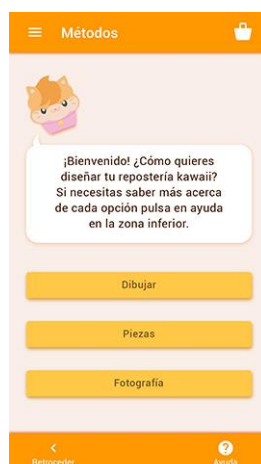 Métodos
¡Bienvenido! ¿Cómo quieres
diseñar tu repostería kawaii?
Si necesitas saber más acerca
de cada opción pulsa en ayuda
en la zona inferior.
Dibujar
Piezas
Fotografía
Retroceder
Ayuda